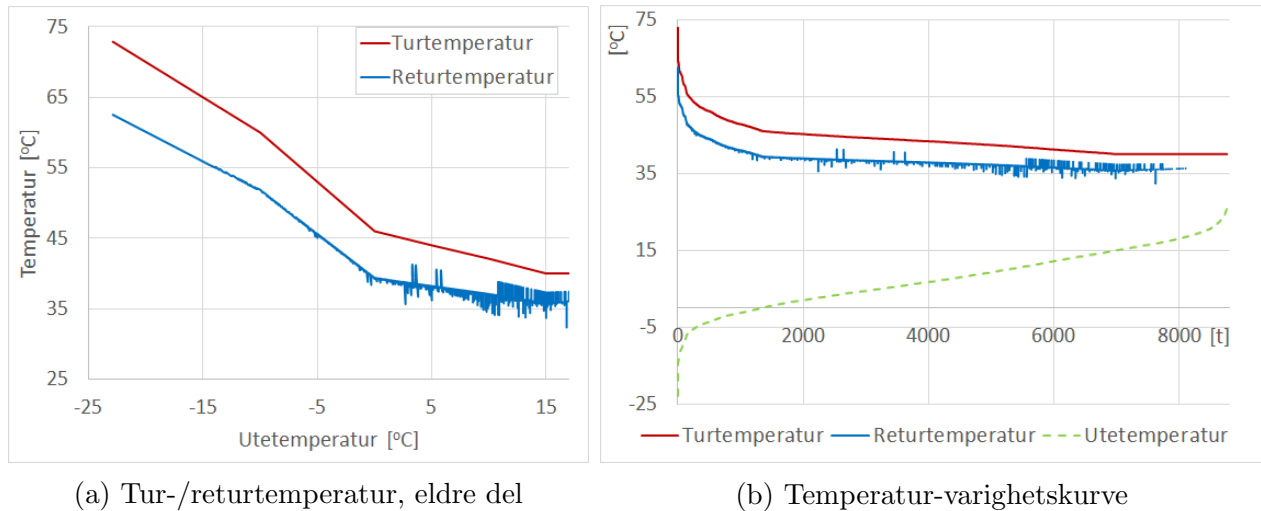 75
65
55
45
35
25
Temperatur [ºC]
-25
-15
-5
5
15
Utetemperatur [ºC]
Turtemperatur
Returtemperatur
(a) Tur-/returtemperatur, eldre del
[ºC]
75
55
35
15
-5
-25
0
2000
4000
6000
8000
[t]
Turtemperatur
Returtemperatur
Utetemperatur
(b) Temperatur-varighetskurve